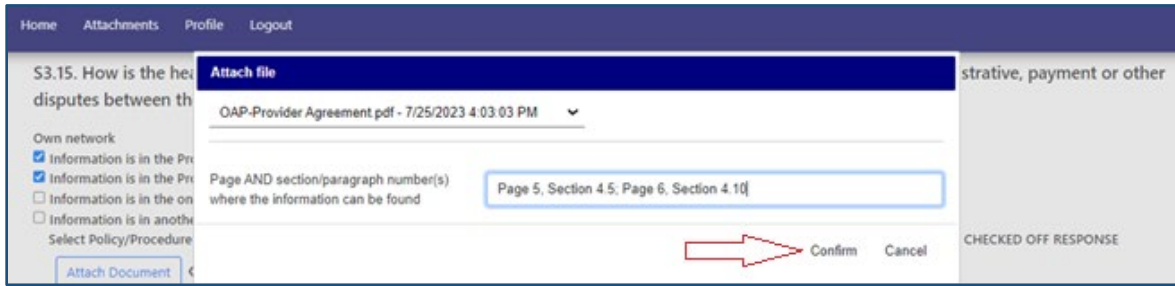 Home Attachments Profile Logout
S3.15. How is the hea
strative, payment or other
disputes between th
Attach file
OAP-Provider Agreement.pdf - 7/25/2023 4:03:03 PM
Own network
Information is in the Pro
Information is in the Pro
Information is in the on
Information is in anothe
Select Policy/Procedure
Attach Document
Page AND section/paragraph number(s)
where the information can be found
Page 5, Section 4.5; Page 6, Section 4.10
Confirm Cancel
CHECKED OFF RESPONSE